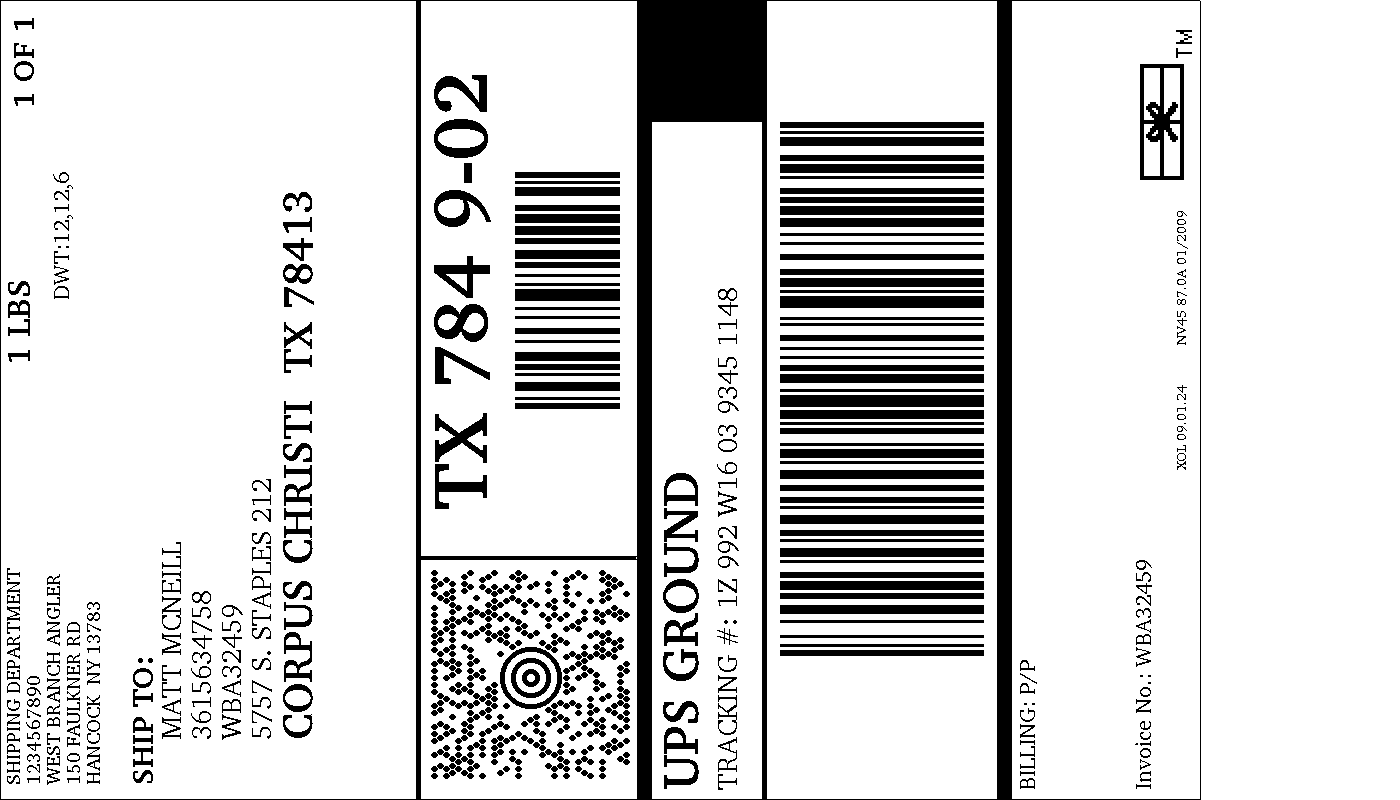 SHIPPING DEPARTMENT
1234567890
WEST BRANCH ANGLER
150 FAULKNER RD
HANCOCK NY 13783
1 LBS
1 OF 1
DWT:12,12,6
SHIP TO:
MATT MCNEILL
3615634758
WBA32459
5757 S. STAPLES 212
CORPUS CHRISTI TX 78413
TX 784 9-02
UPS GROUND
TRACKING #: 1Z 992 W16 03 9345 1148
BILLING: P/P
Invoice No.: WBA32459
XOL 09.01.24 NV45 87.0A 01/2009
TM